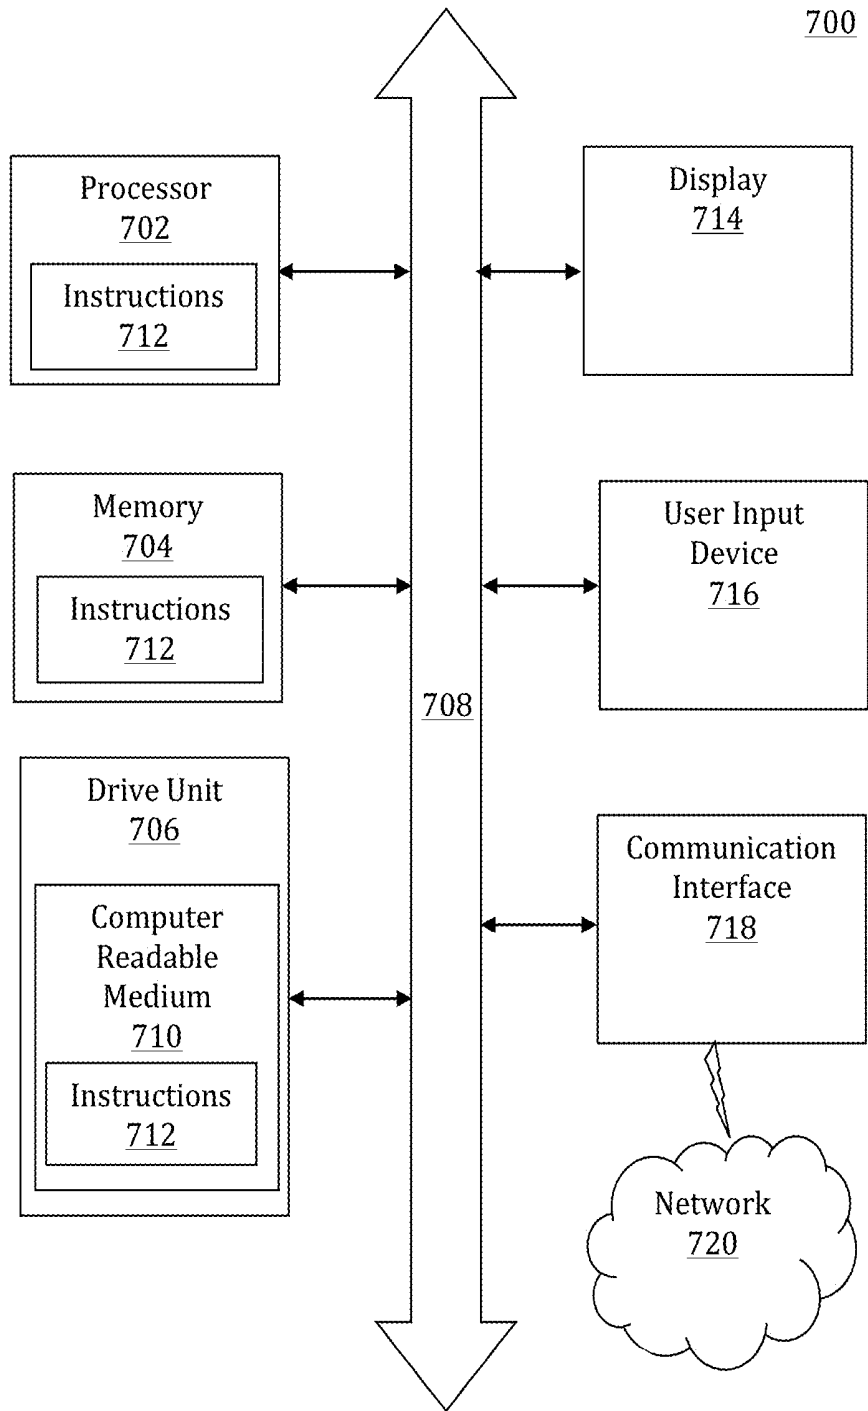 700
Processor
702
Instructions
712
Display
714
Memory
704
Instructions
712
User Input
Device
716
708
Drive Unit
706
Computer
Readable
Medium
710
Instructions
712
Communication
Interface
718
Network
720